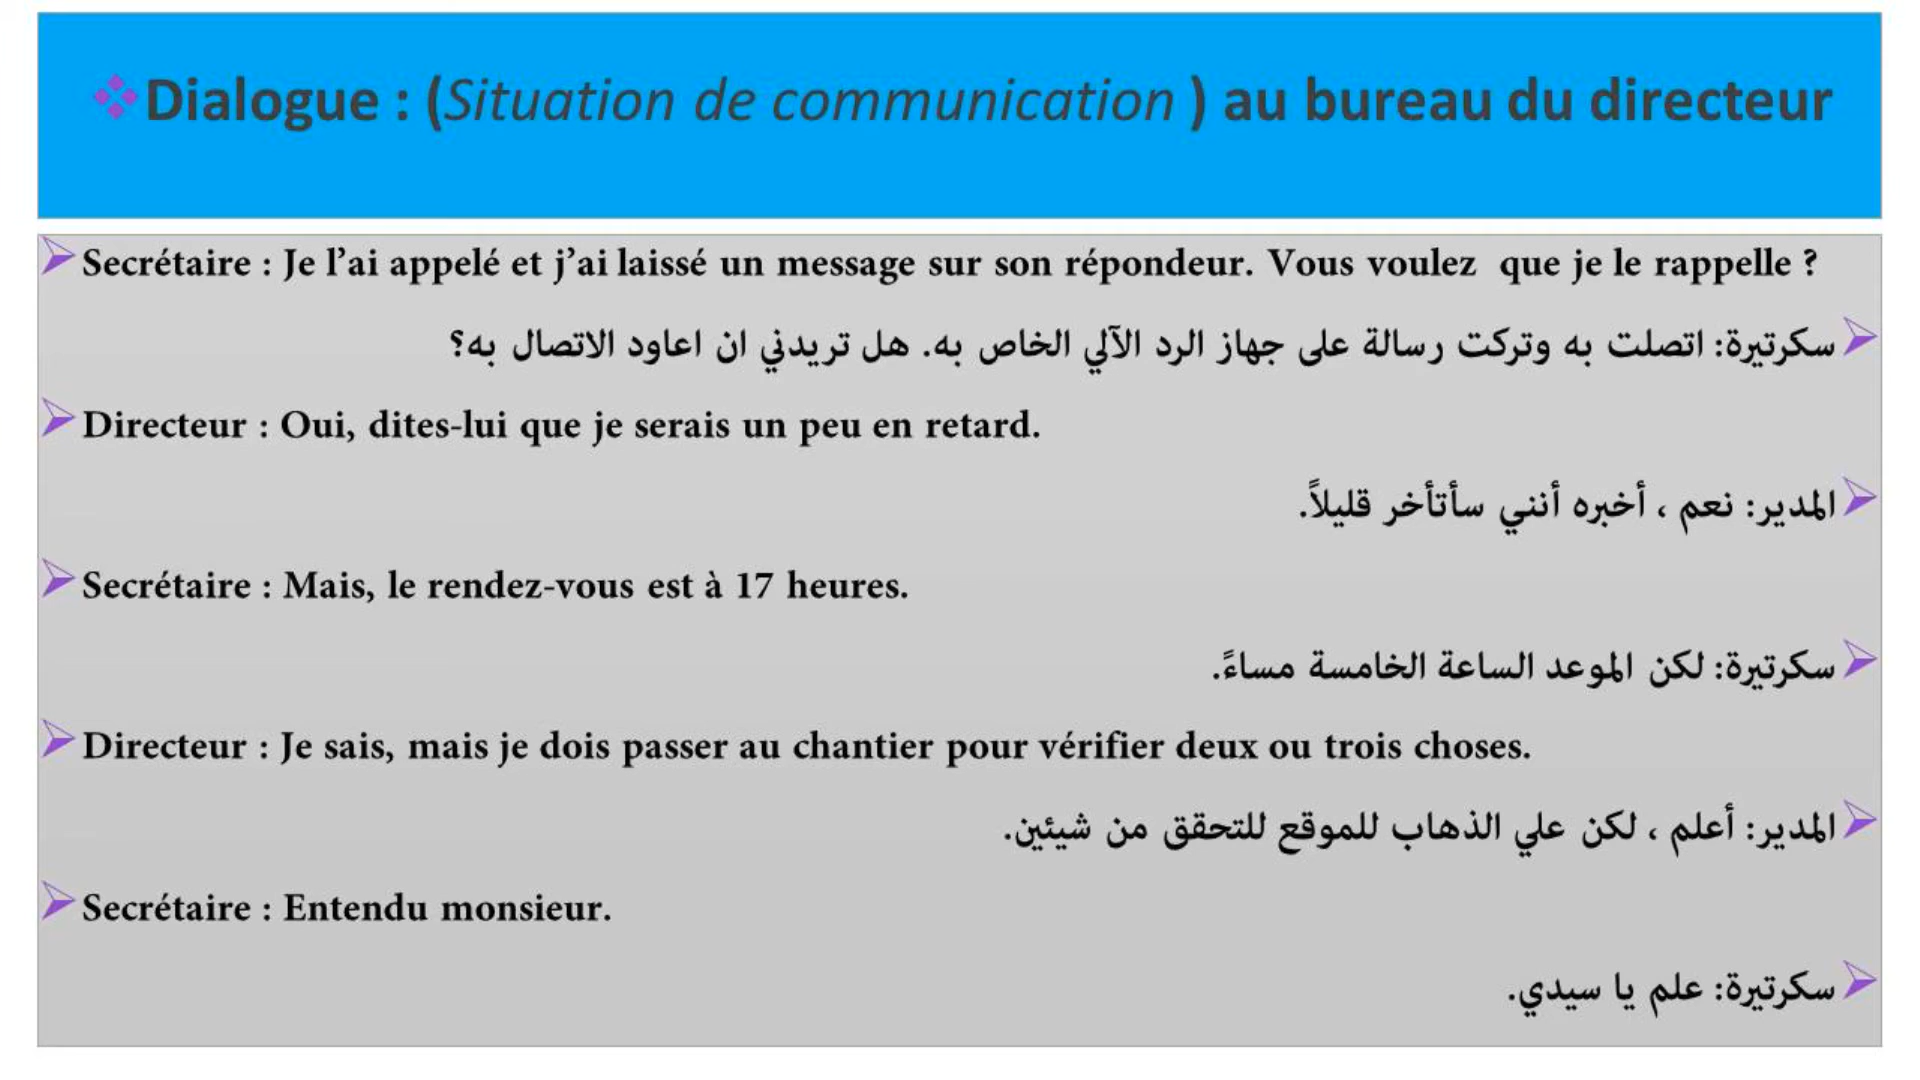 Dialogue : (Situation de communication ) au bureau du directeur
Secrétaire : Je l’ai appelé et j’ai laissé un message sur son répondeur. Vous voulez que je le rappelle ?
سكرتيرة: اتصلت به وتركت رسالة على جهاز الرد الآلي الخاص به. هل تريدني ان اعاود الاتصال به؟
Directeur : Oui, dites-lui que je serais un peu en retard.
المدير: نعم ، أخبره أنني سأتأخر قليلاً.
Secrétaire : Mais, le rendez-vous est à 17 heures.
سكرتيرة: لكن الموعد الساعة الخامسة مساءً.
Directeur : Je sais, mais je dois passer au chantier pour vérifier deux ou trois choses.
المدير: أعلم ، لكن علي الذهاب للموقع للتحقق من شيئين.
Secrétaire : Entendu monsieur.
سكرتيرة: علم يا سيدي.